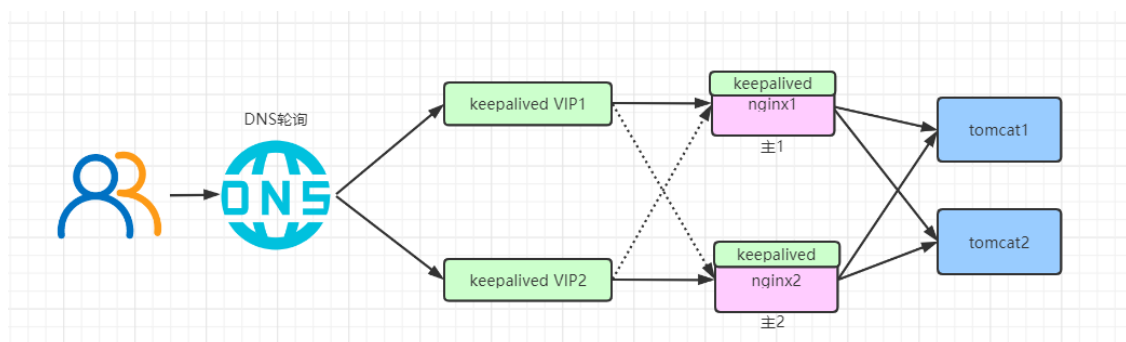 DNS轮询
DNS
keepalived VIP1
keepalived VIP2
keepalived
nginx1
主1
keepalived
nginx2
主2
tomcat1
tomcat2